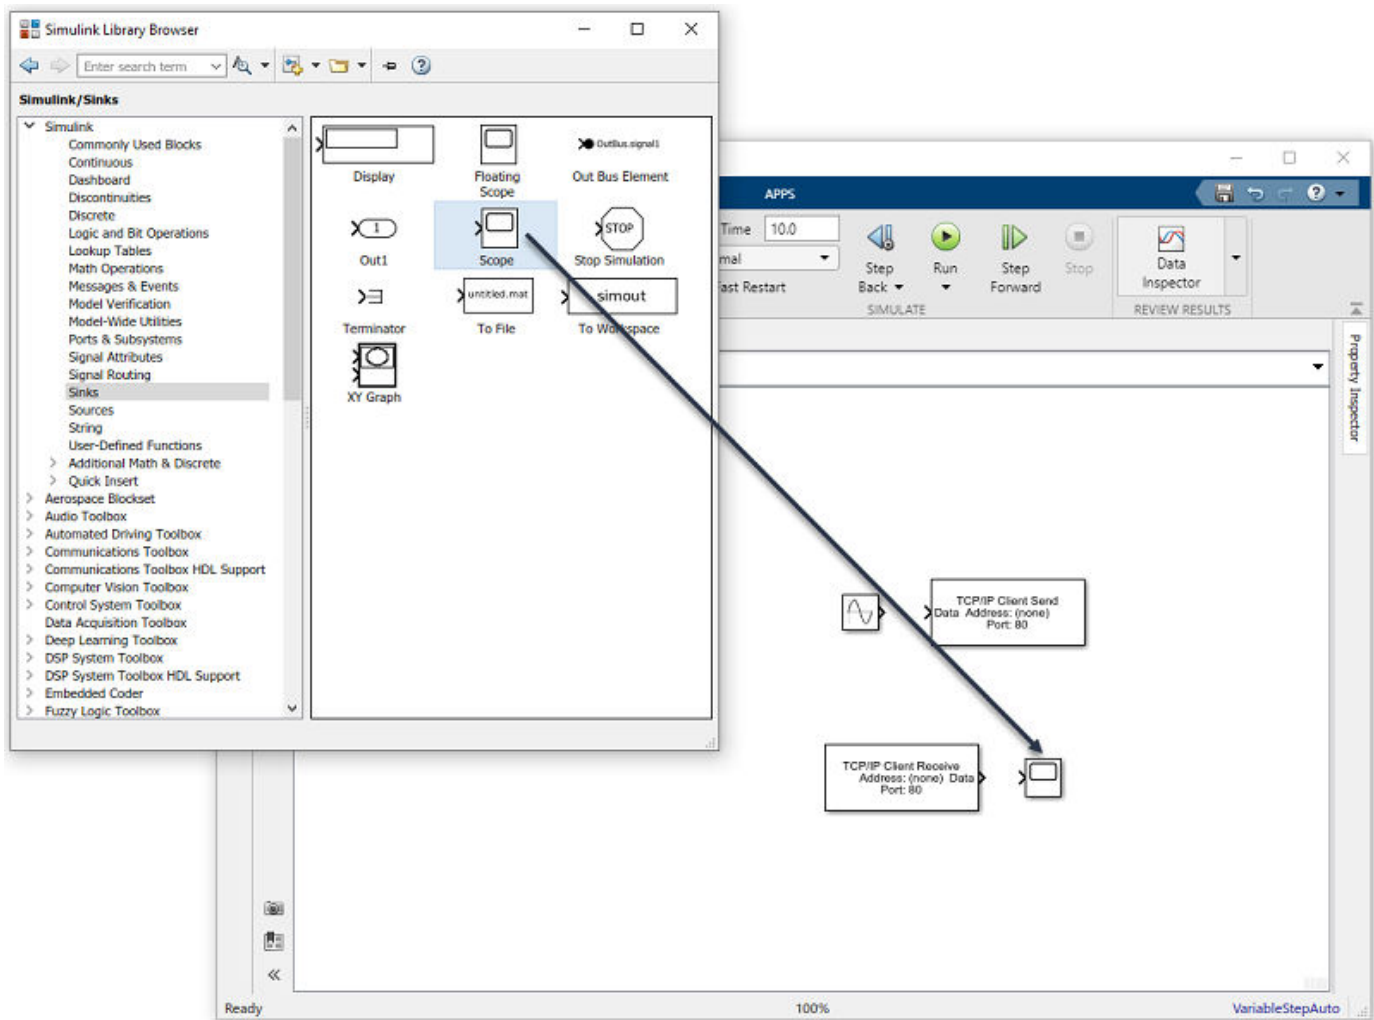 Simulink Library Browser
Enter search term
Simulink/Sinks
Simulink
Commonly Used Blocks
Continuous
Dashboard
Discontinuities
Discrete
Logic and Bit Operations
Lookup Tables
Math Operations
Messages & Events
Model Verification
Model-Wide Utilities
Ports & Subsystems
Signal Attributes
Signal Routing
Sinks
Sources
String
User-Defined Functions
Additional Math & Discrete
Quick Insert
Aerospace Blockset
Audio Toolbox
Automated Driving Toolbox
Communications Toolbox
Communications Toolbox HDL Support
Computer Vision Toolbox
Control System Toolbox
Data Acquisition Toolbox
Deep Learning Toolbox
DSP System Toolbox
DSP System Toolbox HDL Support
Embedded Coder
Fuzzy Logic Toolbox
Display
Floating
Scope
OutBus.signal1
Out Bus Element
1
Out1
Scope
STOP
Stop Simulation
Terminator
untitled.mat
To File
simout
To Workspace
XY Graph
APPS
Time 10.0
mal
ast Restart
Step
Back
Run
Step
Forward
Stop
SIMULATE
Data
Inspector
REVIEW RESULTS
Property Inspector
TCP/IP Client Send
Data Address: (none)
Port: 80
TCP/IP Client Receive
Address: (none) Data
Port: 80
Ready
100%
VariableStepAuto